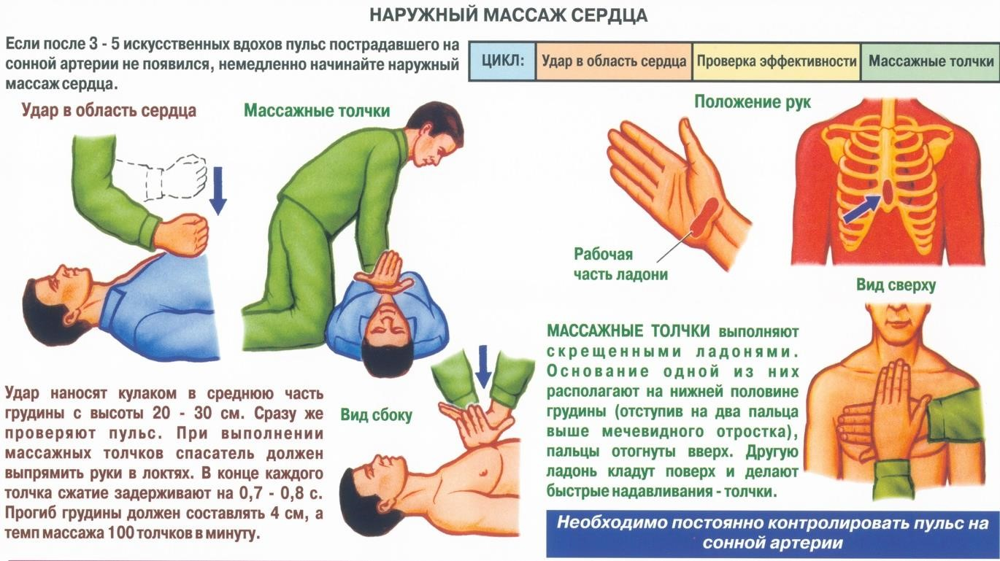 НАРУЖНЫЙ МАССАЖ СЕРДЦА
Если после 3 - 5 искусственных вдохов пульс пострадавшего на
сонной артерии не появился, немедленно начинайте наружный
массаж сердца.
ЦИКЛ: Удар в область сердца Проверка эффективности Массажные толчки
Удар в область сердца
Массажные толчки
Положение рук
Рабочая
часть ладони
Вид сверху
Удар наносят кулаком в среднюю часть
грудины с высоты 20 - 30 см. Сразу же
проверяют пульс. При выполнении
массажных толчков спасатель должен
выпрямить руки в локтях. В конце каждого
толчка сжатие задерживают на 0,7 - 0,8 с.
Прогиб грудины должен составлять 4 см, а
темп массажа 100 толчков в минуту.
Вид сбоку
МАССАЖНЫЕ ТОЛЧКИ выполняют
скрещенными ладонями.
Основание одной из них
располагают на нижней половине
грудины (отступив на два пальца
выше мечевидного отростка),
пальцы отогнуты вверх. Другую
ладонь кладут поверх и делают
быстрые надавливания - толчки.
Необходимо постоянно контролировать пульс на
сонной артерии